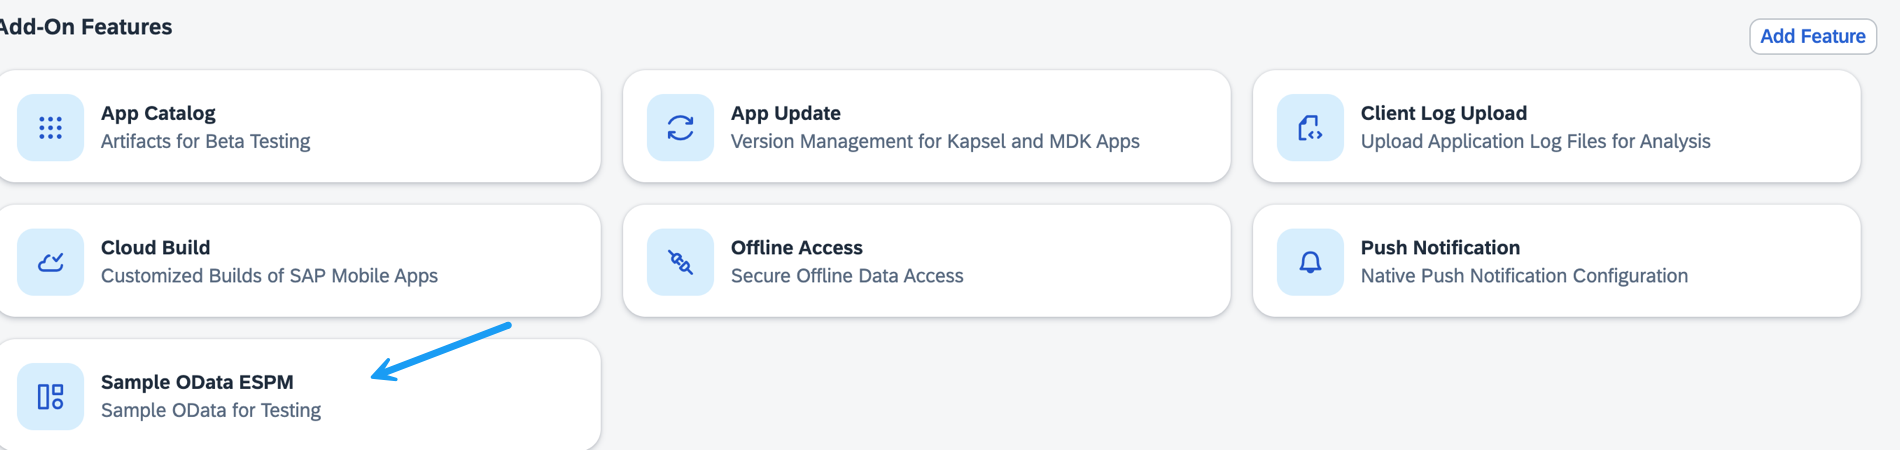 Add-On Features
Add Feature
App Catalog
Artifacts for Beta Testing
App Update
Version Management for Kapsel and MDK Apps
Client Log Upload
Upload Application Log Files for Analysis
Cloud Build
Customized Builds of SAP Mobile Apps
Offline Access
Secure Offline Data Access
Push Notification
Native Push Notification Configuration
Sample OData ESPM
Sample OData for Testing